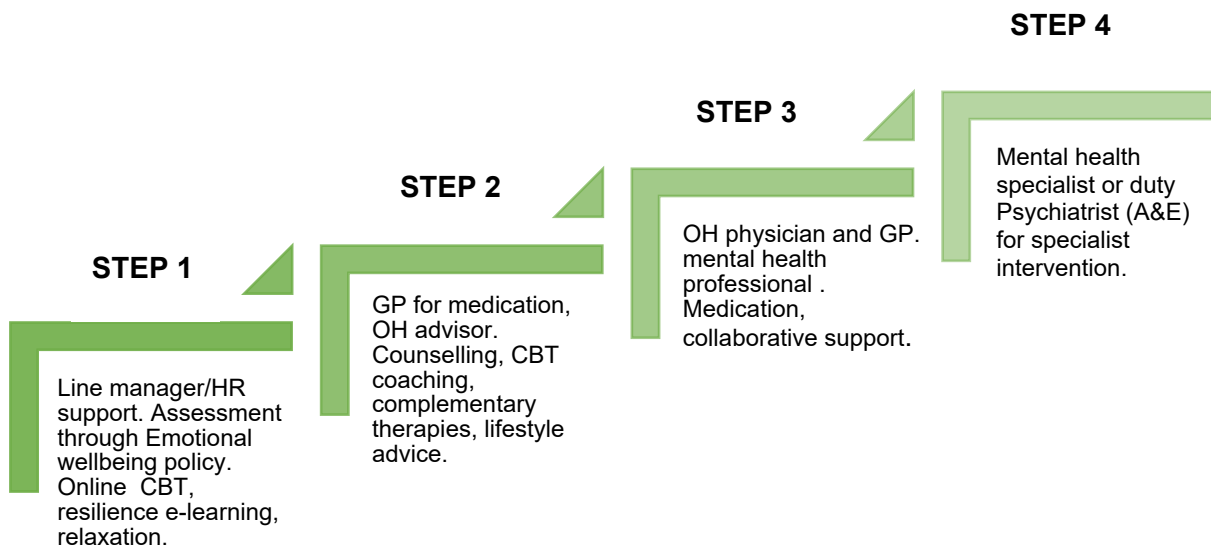 STEP 1
Line manager/HR
support. Assessment
through Emotional
wellbeing policy.
Online CBT,
resilience e-learning,
relaxation.
STEP 2
GP for medication,
OH advisor.
Counselling, CBT
coaching,
complementary
therapies, lifestyle
advice.
STEP 3
OH physician and GP.
mental health
professional .
Medication,
collaborative support.
STEP 4
Mental health
specialist or duty
Psychiatrist (A&E)
for specialist
intervention.